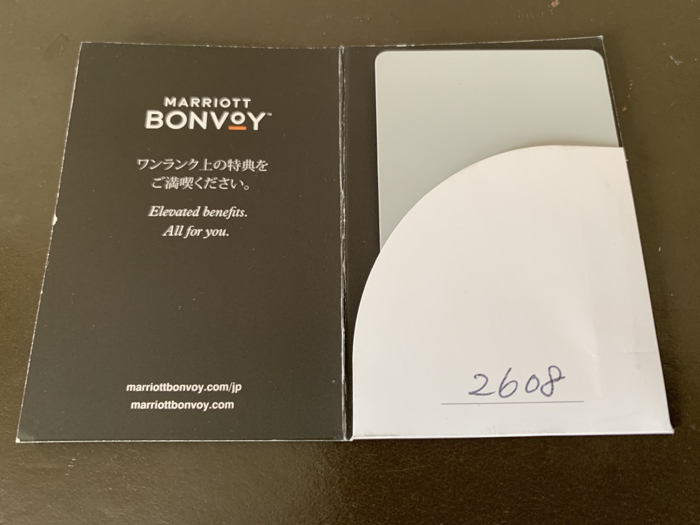 MARRIOTT
BONVOY™
ワンランク上の特典を
ご満喫ください。
Elevated benefits.
All for you.
marriottbonvoy.com/jp
marriottbonvoy.com
2608